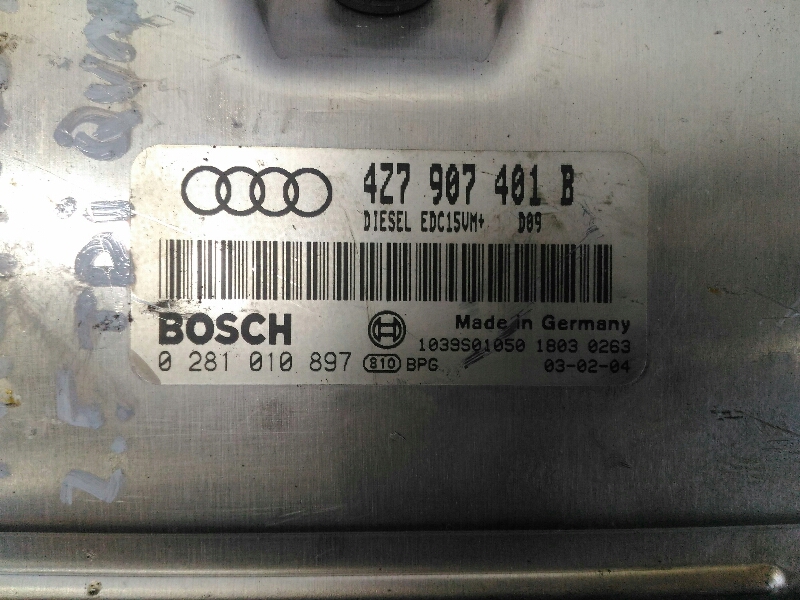 4Z7 907 401 B
DIESEL EDC15VM+ D09
BOSCH
Made in Germany
1039S01050 1803 0263
0 281 010 897 810 BPG
03-02-04